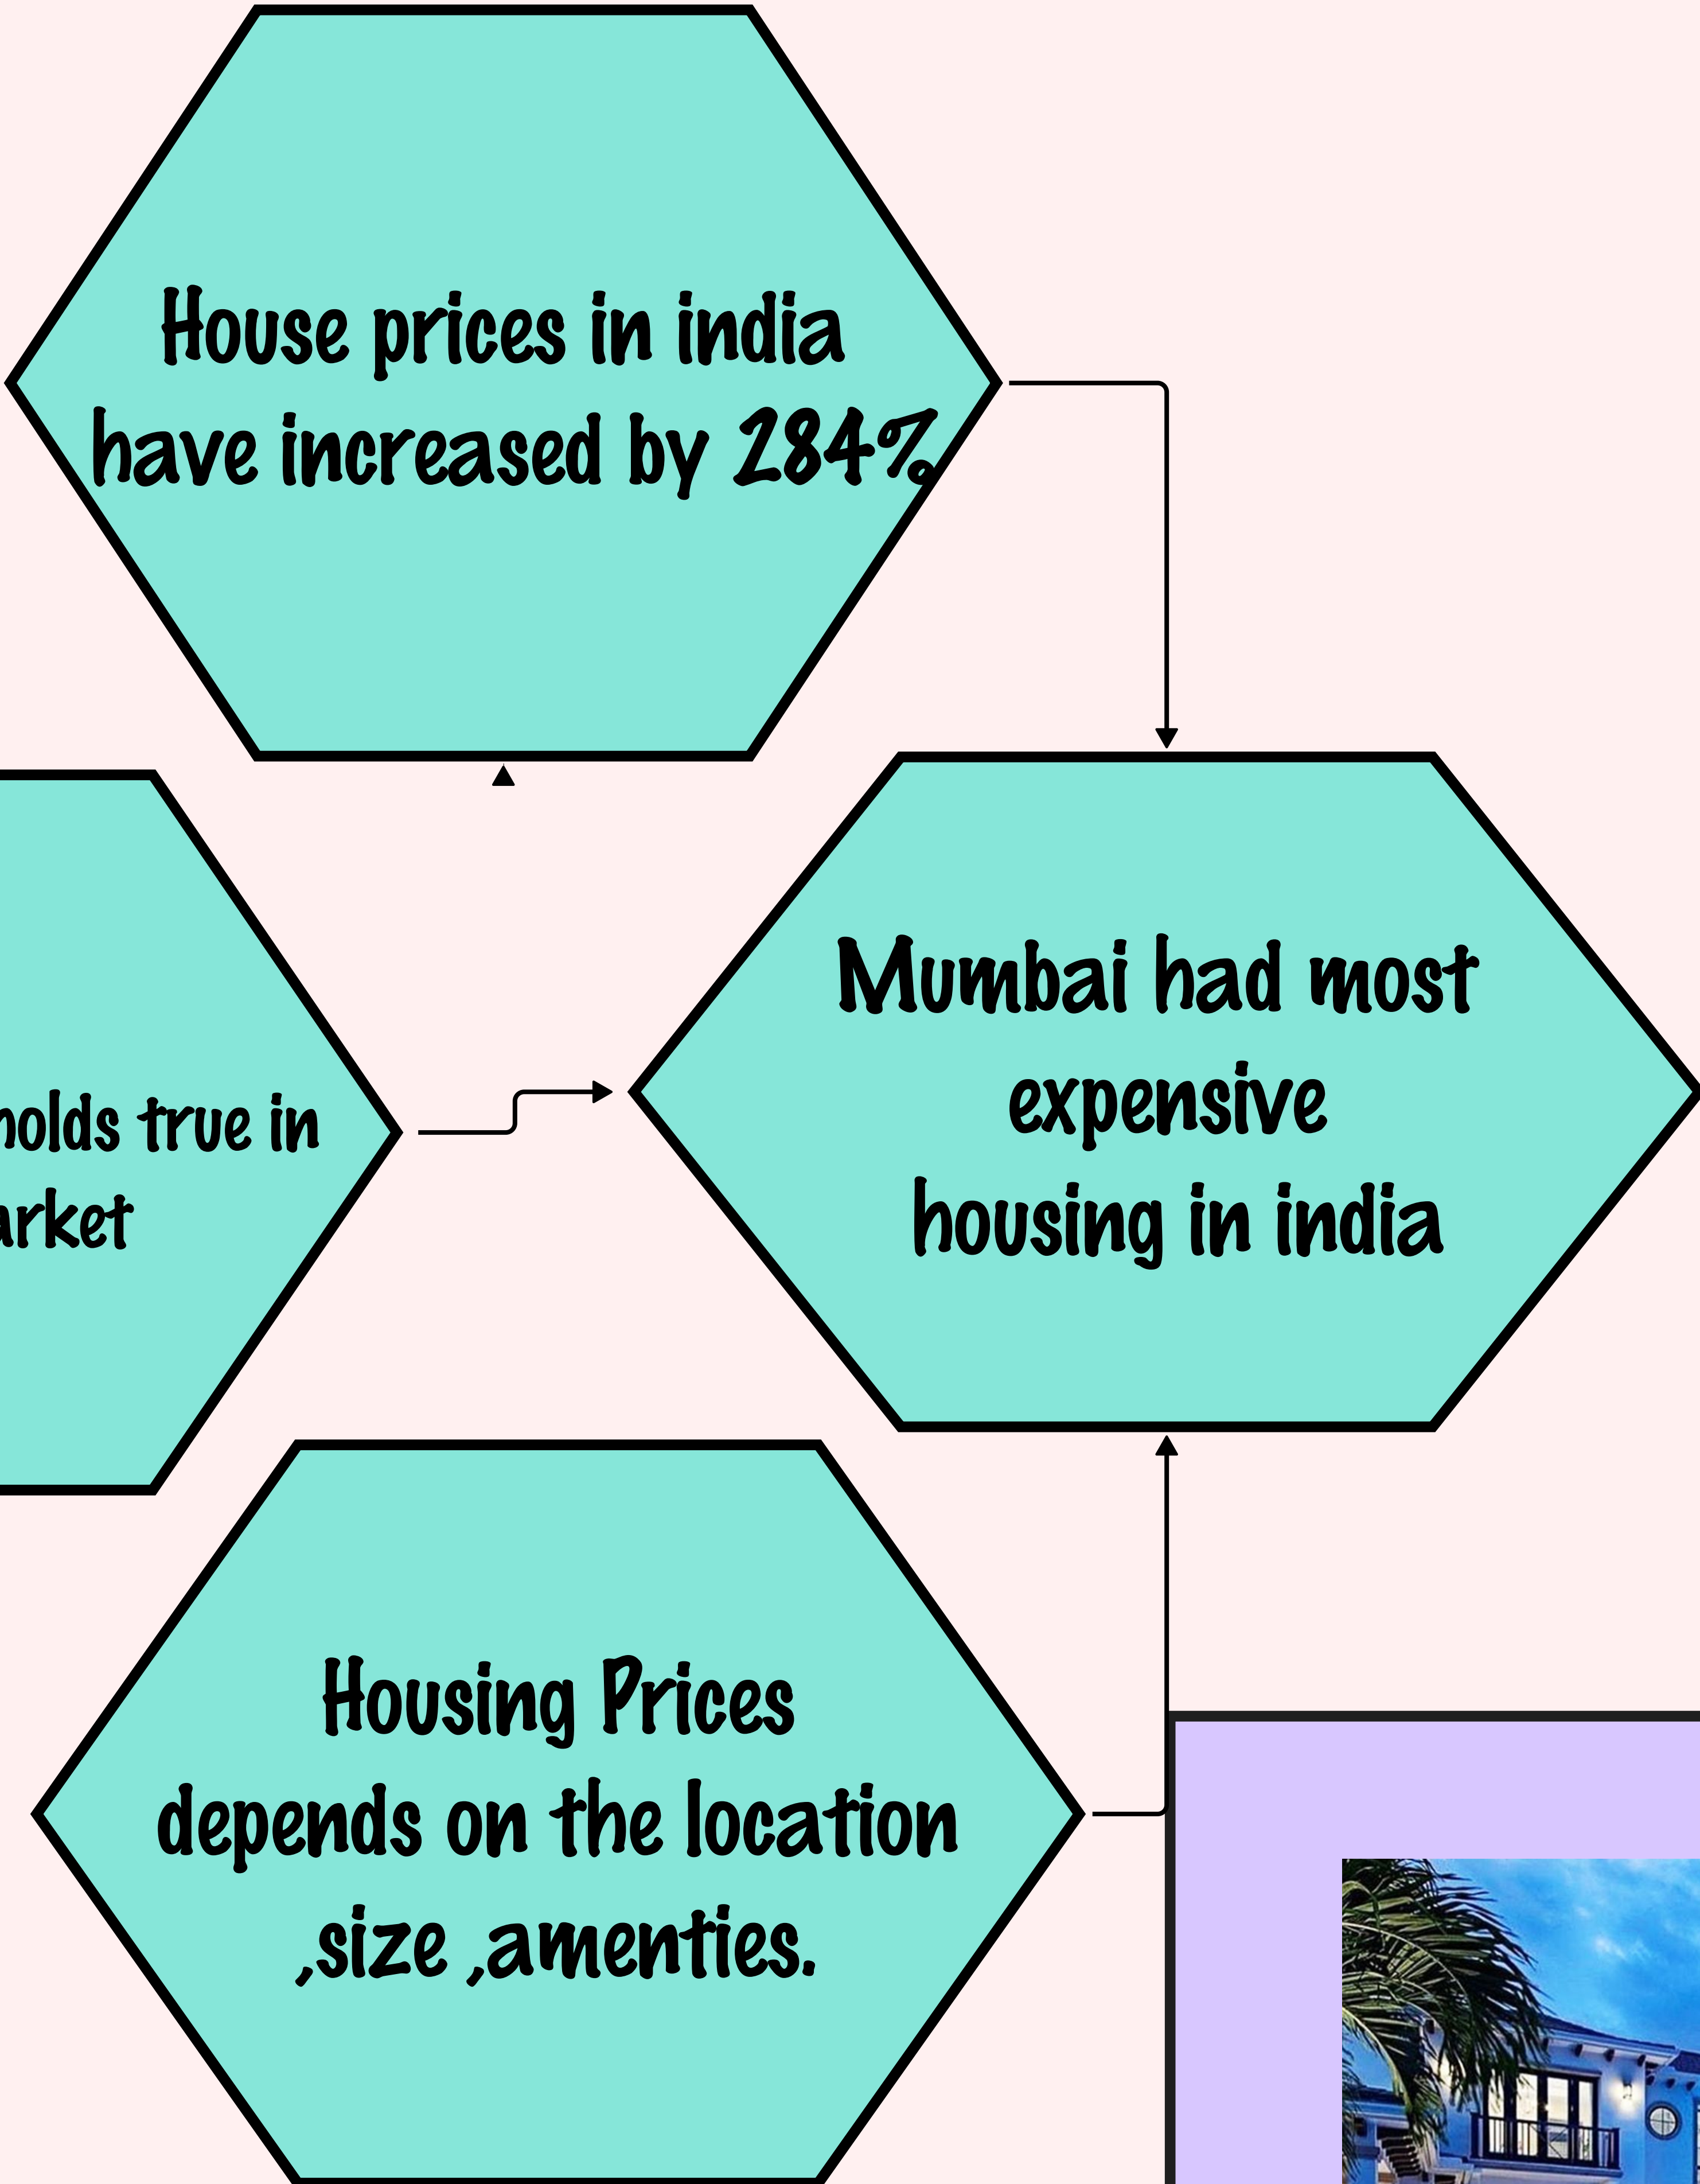 House prices in india
have increased by 284%
Mumbai had most
expensive
housing in india
holds true in
arket
Housing Prices
depends on the location
,size ,amenties.